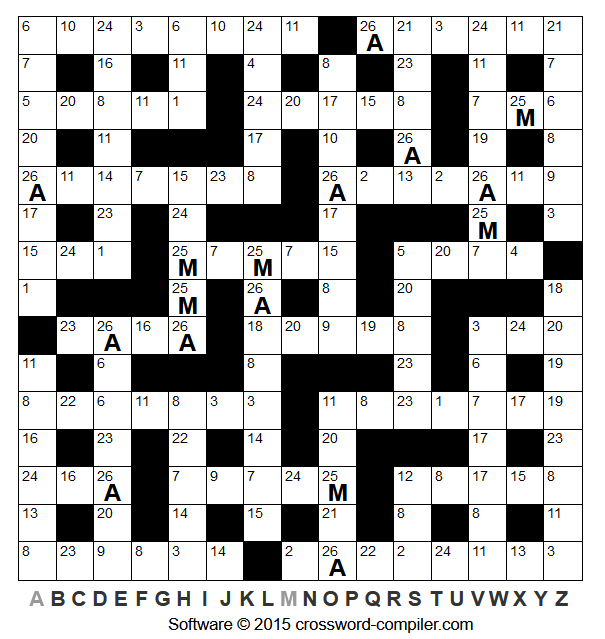 6 10 24 3 6 10 24 11 26 21 3 24 11 21
A
7 16 11 4 8 23 11 7
5 20 8 11 1 24 20 17 15 8 7 25 6
M
20 11 17 10 26 19 8
A
26 11 14 7 15 23 8 26 2 13 2 26 11 9
A A A
17 23 24 17 25 3
M
15 24 1 25 7 25 7 15 5 20 7 4
M M
1 25 26 8 20 18
M A
23 26 16 26 18 20 9 19 8 3 24 20
A A
11 6 8 23 6 19
8 22 6 11 8 3 3 11 8 23 1 7 17 19
16 23 22 14 20 17 23
24 16 26 7 9 7 24 25 12 8 17 15 8
A M
13 20 14 15 21 8 8 11
8 23 9 8 3 14 2 26 22 2 24 11 13 3
A
A B C D E F G H I J K L M N O P Q R S T U V W X Y Z
Software © 2015 crossword-compiler.com